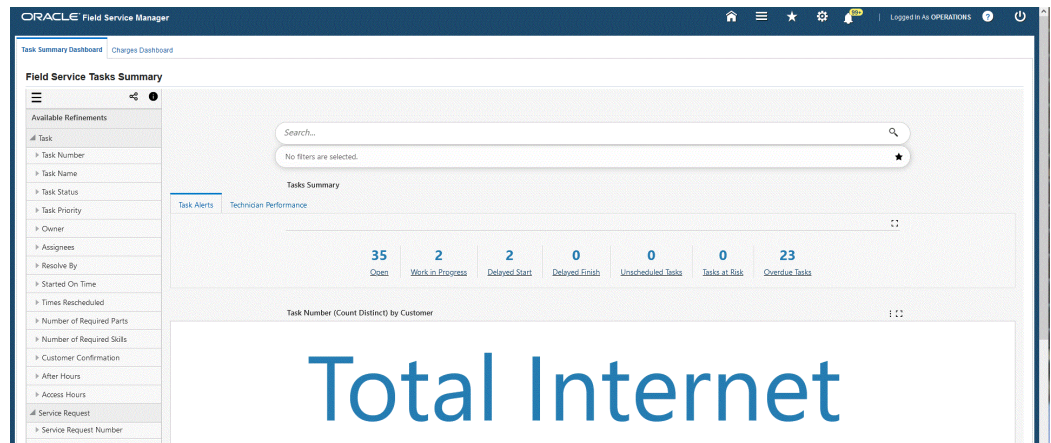 ORACLE Field Service Manager
99+
Logged In As OPERATIONS
?
Task Summary Dashboard
Charges Dashboard
Field Service Tasks Summary
Available Refinements
Task
Task Number
Task Name
Task Status
Task Priority
Owner
Assignees
Resolve By
Started On Time
Times Rescheduled
Number of Required Parts
Number of Required Skills
Customer Confirmation
After Hours
Access Hours
Service Request
Service Request Number
Search...
No filters are selected.
Tasks Summary
Task Alerts
Technician Performance
35 2 2 0 0 0 23
Open Work in Progress Delayed Start Delayed Finish Unscheduled Tasks Tasks at Risk Overdue Tasks
Task Number (Count Distinct) by Customer
Total Internet